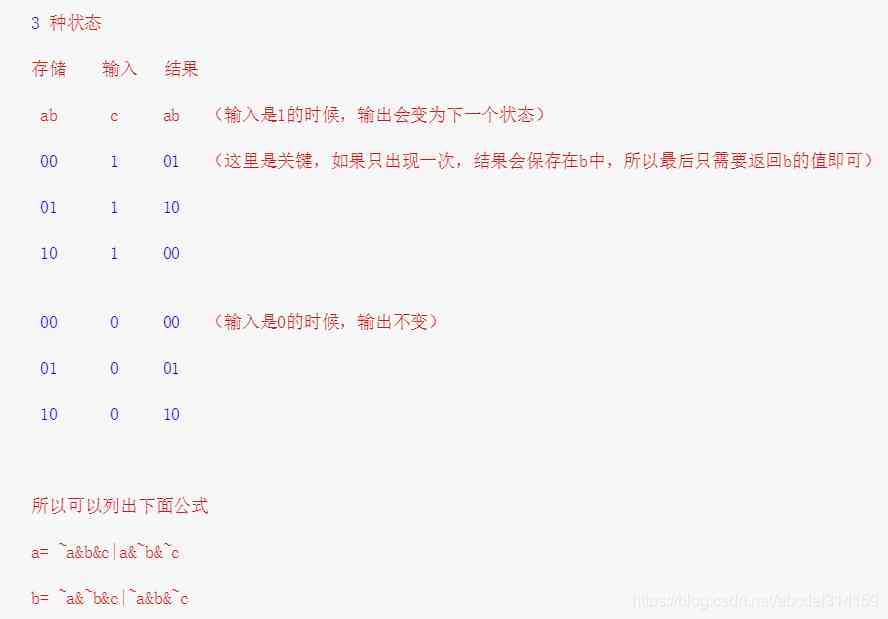 3 种状态
存储 输入 结果
ab c ab （输入是1的时候，输出会变为下一个状态）
00 1 01 （这里是关键，如果只出现一次，结果会保存在b中，所以最后只需要返回b的值即可）
01 1 10
10 1 00
00 0 00 （输入是0的时候，输出不变）
01 0 01
10 0 10
所以可以列出下面公式
a= ~a&b&c|a&~b&~c
b= ~a&~b&c|~a&b&~c